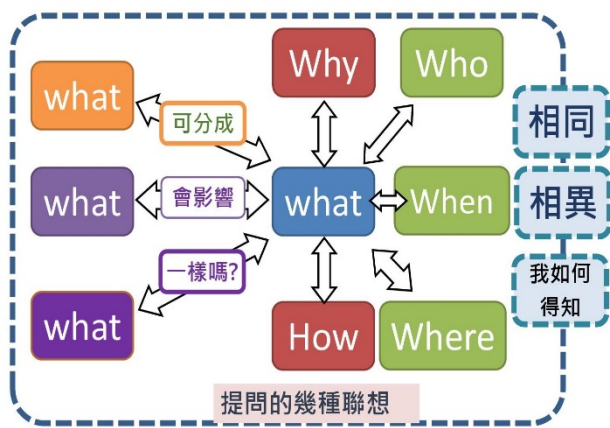 Why
Who
what
可分成
相同
what
會影響
what
When
相異
一樣嗎?
我如何
得知
what
How
Where
提問的幾種聯想